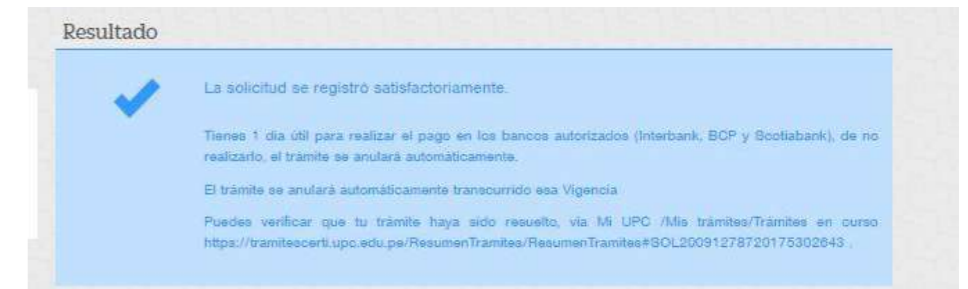 Resultado
La solicitud se registró satisfactoriamente.
Tienes 1 día útil para realizar el pago en los bancos autorizados (Interbank, BCP y Scotiabank), de no
realizarlo, el trámite se anulará automáticamente.
El trámite se anulará automáticamente transcurrido esa Vigencia
Puedes verificar que tu trámite haya sido resuelto, vía Mi UPC /Mis trámites/Trámites en curso
https://tramitescerti.upc.edu.pe/ResumenTramites/ResumenTramites#SOL20091278720175302643 .